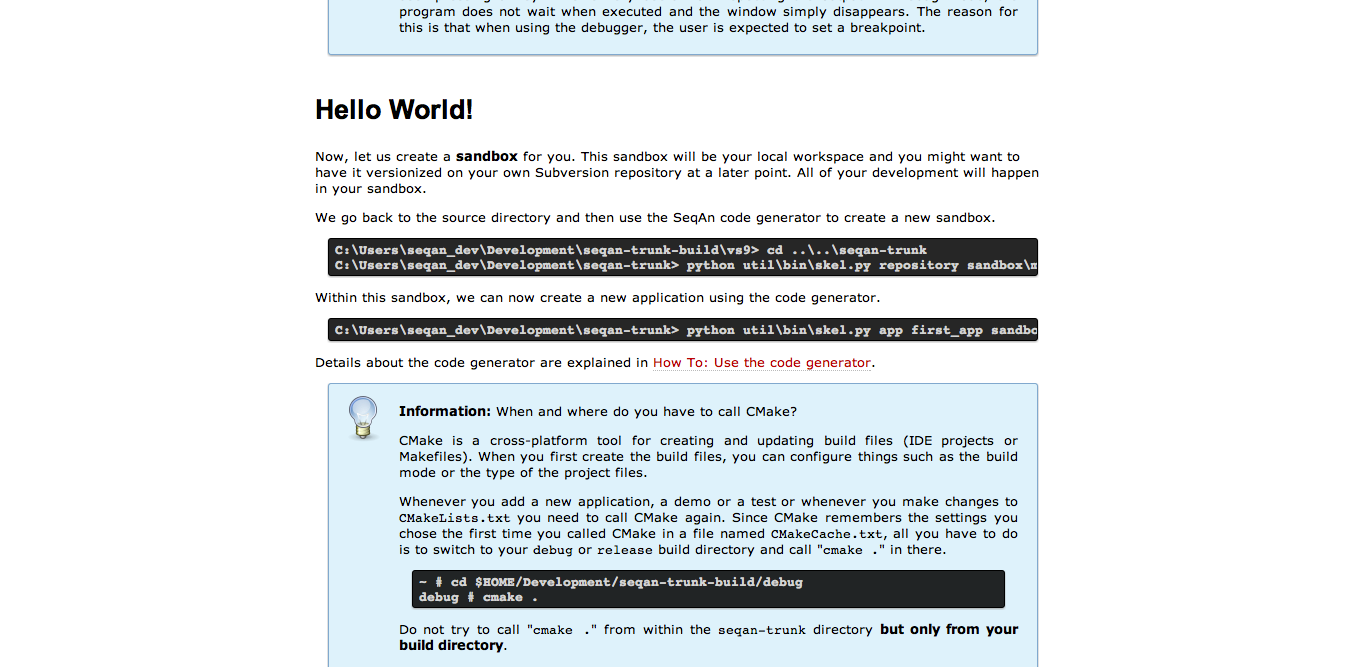 program does not wait when executed and the window simply disappears. The reason for
this is that when using the debugger, the user is expected to set a breakpoint.
Hello World!
Now, let us create a sandbox for you. This sandbox will be your local workspace and you might want to
have it versionized on your own Subversion repository at a later point. All of your development will happen
in your sandbox.
We go back to the source directory and then use the SeqAn code generator to create a new sandbox.
C:\Users\seqan_dev\Development\seqan-trunk-build\vs9> cd ..\..\seqan-trunk
C:\Users\seqan_dev\Development\seqan-trunk> python util\bin\skel.py repository sandbox\m
Within this sandbox, we can now create a new application using the code generator.
C:\Users\seqan_dev\Development\seqan-trunk> python util\bin\skel.py app first_app sandbo
Details about the code generator are explained in How To: Use the code generator.
Information: When and where do you have to call CMake?
CMake is a cross-platform tool for creating and updating build files (IDE projects or
Makefiles). When you first create the build files, you can configure things such as the build
mode or the type of the project files.
Whenever you add a new application, a demo or a test or whenever you make changes to
CMakeLists.txt you need to call CMake again. Since CMake remembers the settings you
chose the first time you called CMake in a file named CMakeCache.txt, all you have to do
is to switch to your debug or release build directory and call "cmake ." in there.
~ # cd $HOME/Development/seqan-trunk-build/debug
debug # cmake .
Do not try to call "cmake ." from within the seqan-trunk directory but only from your
build directory.